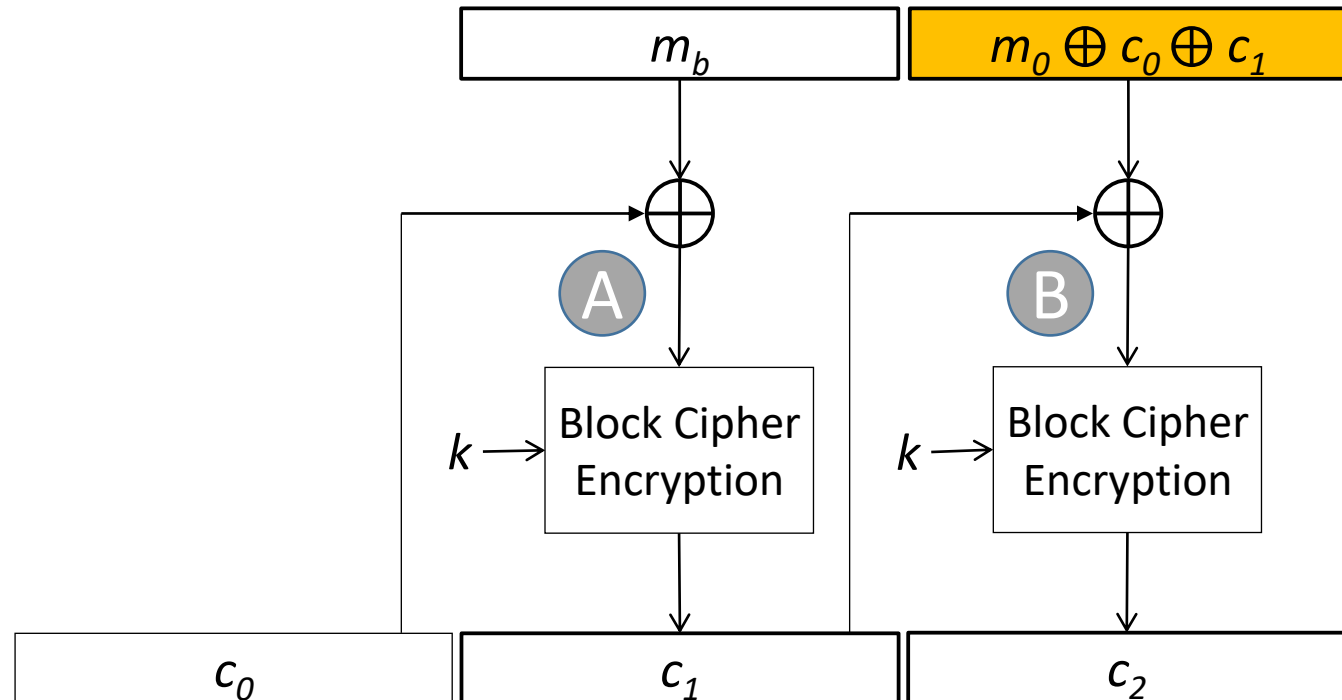 m_b
m_0 ⊕ c_0 ⊕ c_1
A
B
k
Block Cipher
Encryption
k
Block Cipher
Encryption
c_0
c_1
c_2